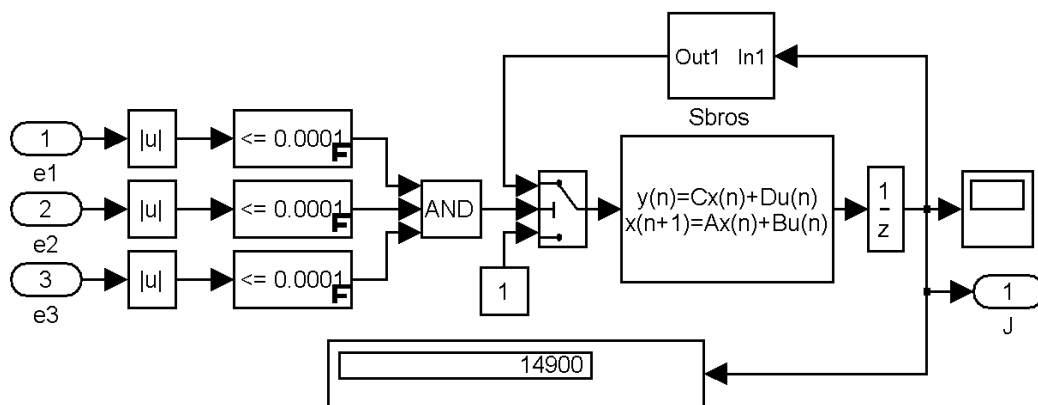 Out1 In1
Sbros
1
|u|
<= 0.0001
e1
2
|u|
<= 0.0001
e2
3
|u|
<= 0.0001
e3
AND
1
y(n)=Cx(n)+Du(n)
x(n+1)=Ax(n)+Bu(n)
1
z
1
J
14900